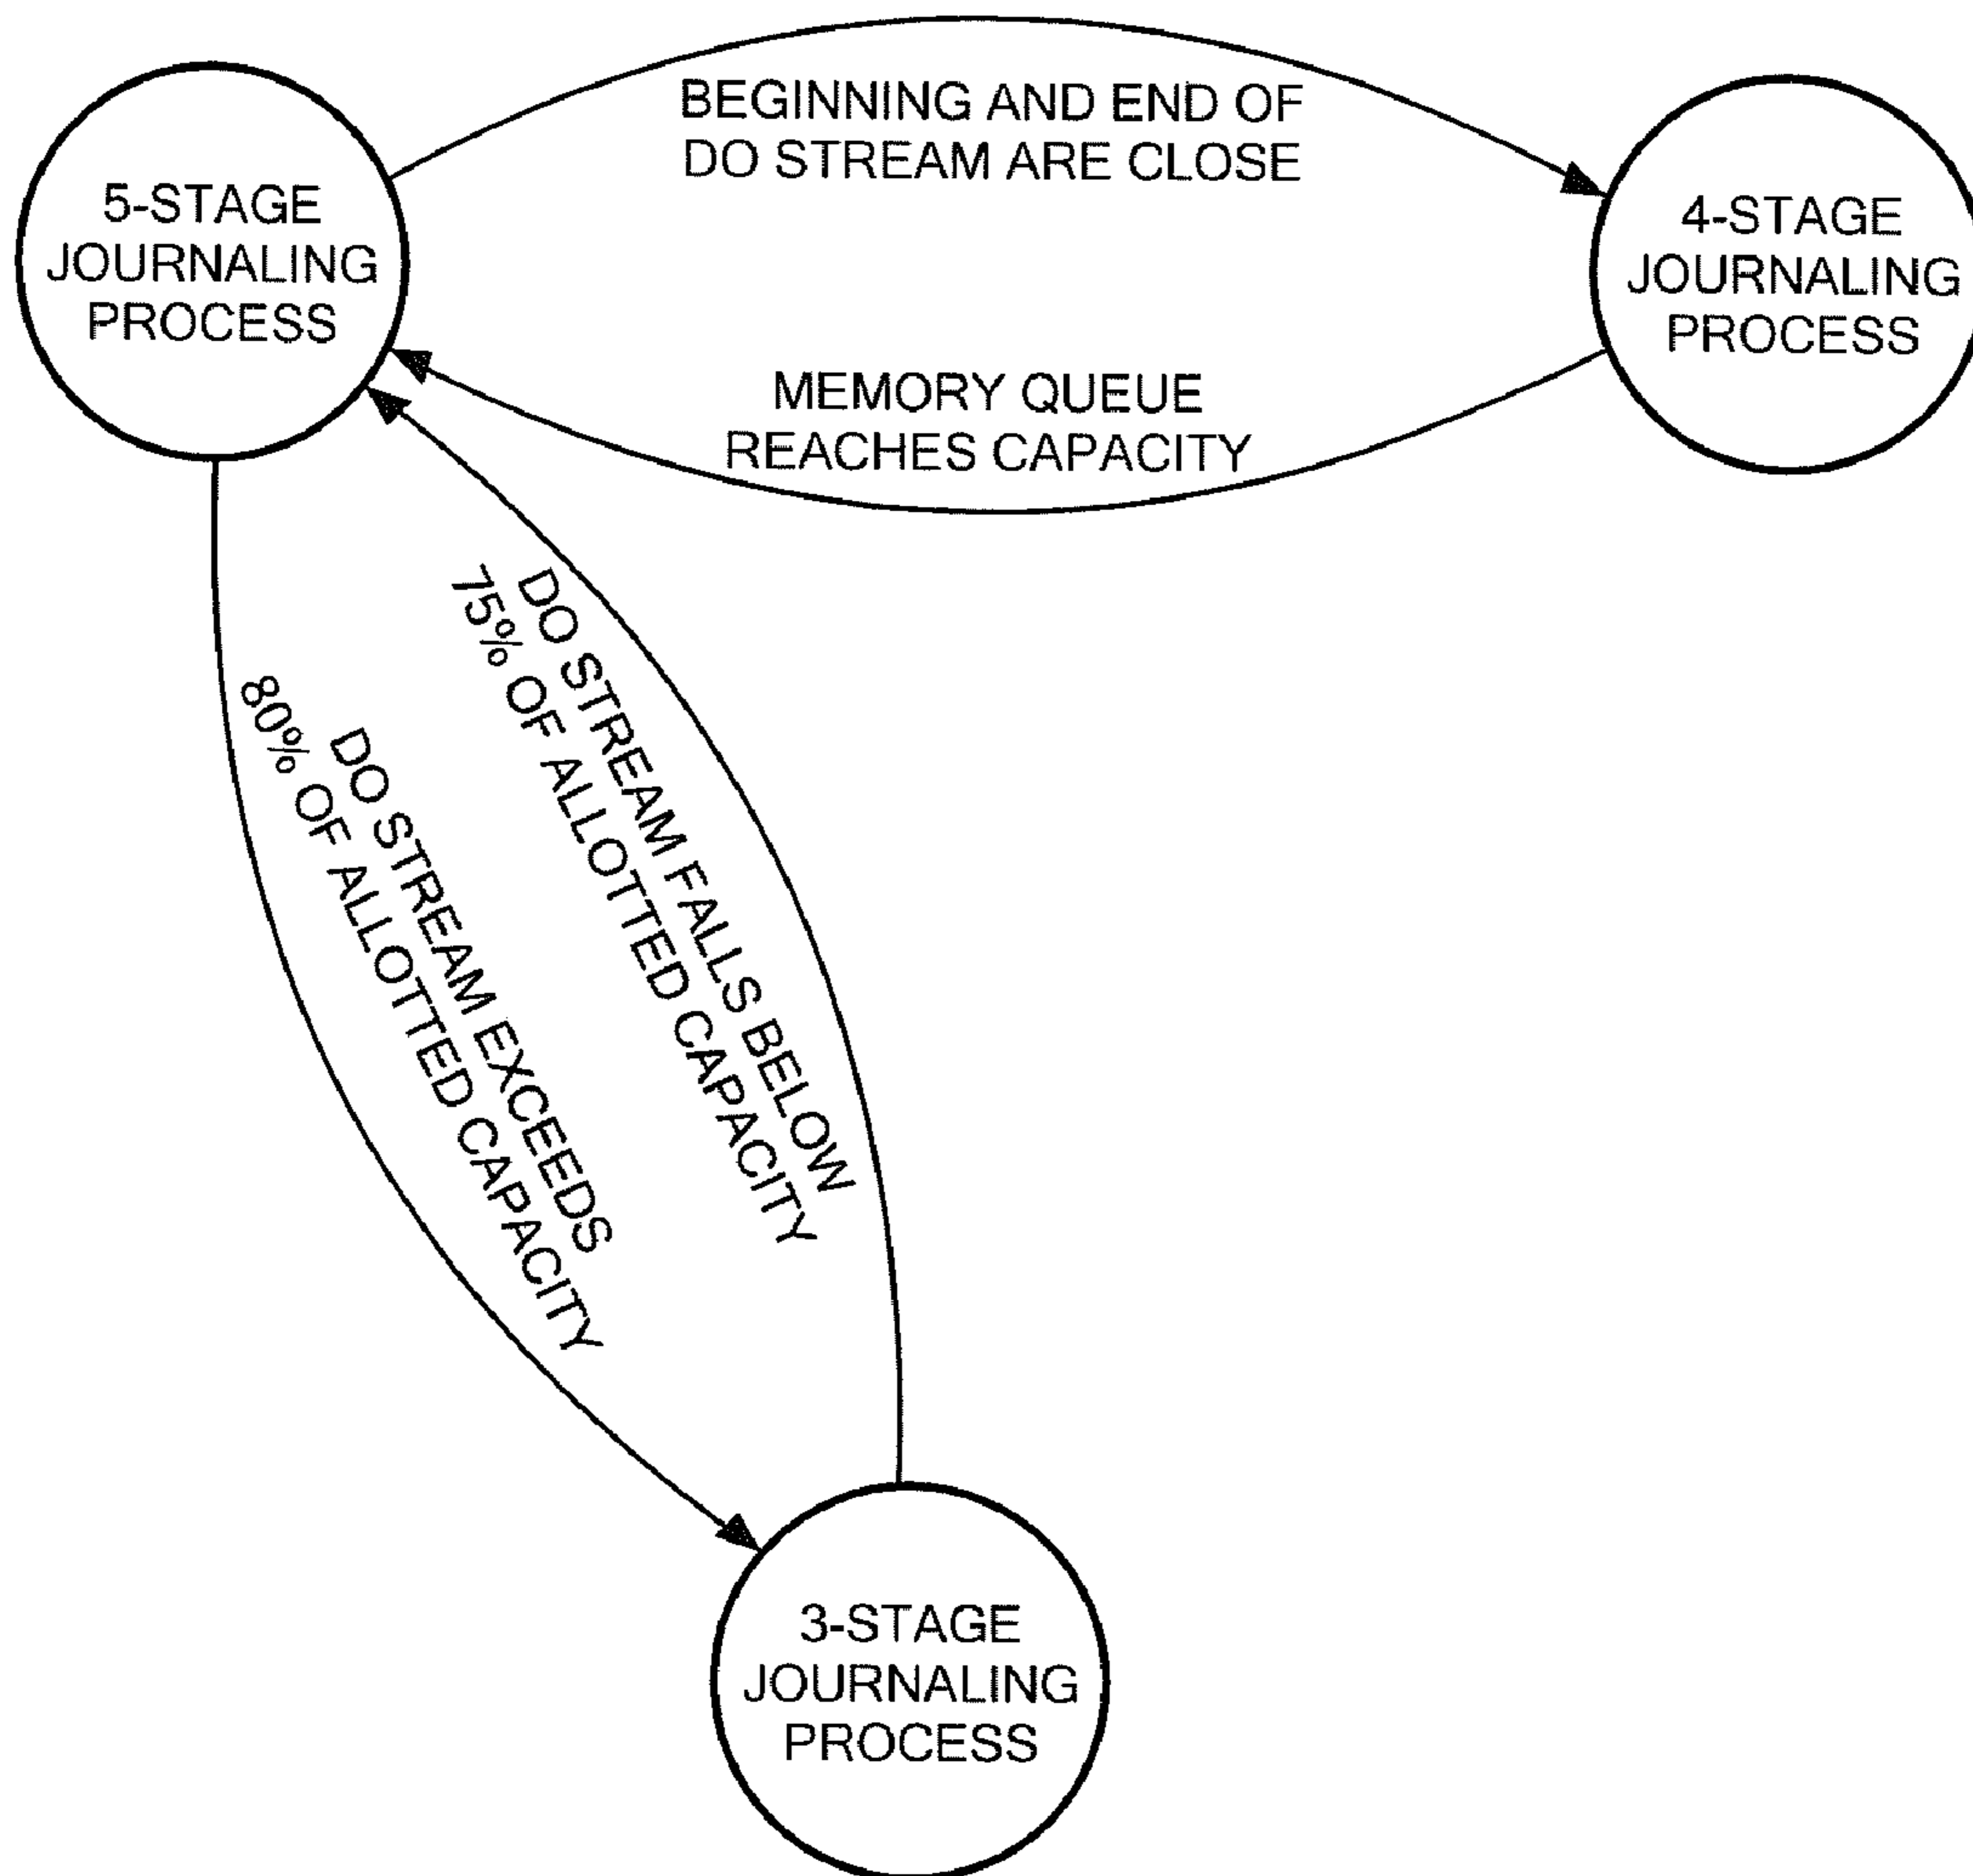 BEGINNING AND END OF
DO STREAM ARE CLOSE
5-STAGE
JOURNALING
PROCESS
4-STAGE
JOURNALING
PROCESS
MEMORY QUEUE
REACHES CAPACITY
DO STREAM FALLS BELOW
75% OF ALLOTTED CAPACITY
DO STREAM EXCEEDS
80% OF ALLOTTED CAPACITY
3-STAGE
JOURNALING
PROCESS